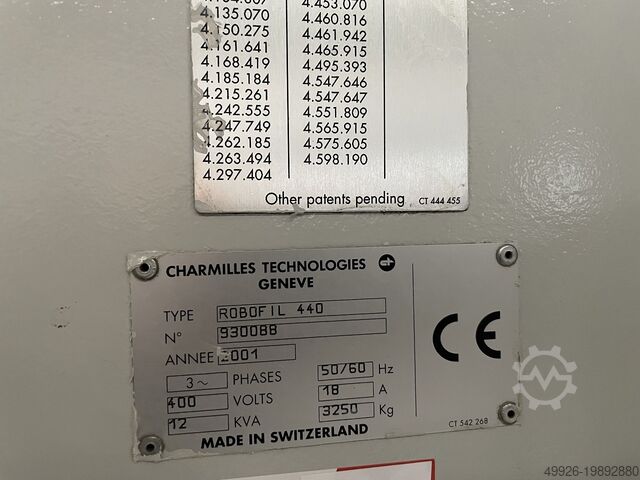 4.453.070
4.135.070 4.460.816
4.150.275 4.461.942
4.161.641 4.465.915
4.168.419 4.495.393
4.185.184 4.547.646
4.215.261 4.547.647
4.242.555 4.551.809
4.247.749 4.565.915
4.262.185 4.575.605
4.263.494 4.598.190
4.297.404
Other patents pending CT 444 455
CHARMILLES TECHNOLOGIES
GENEVE
TYPE ROBOFIL 440
N° 930088
ANNEE 2001
3~ PHASES 50/60 Hz
400 VOLTS 18 A
12 KVA 3250 Kg
MADE IN SWITZERLAND
CT 542 268
CE
49926-19892880